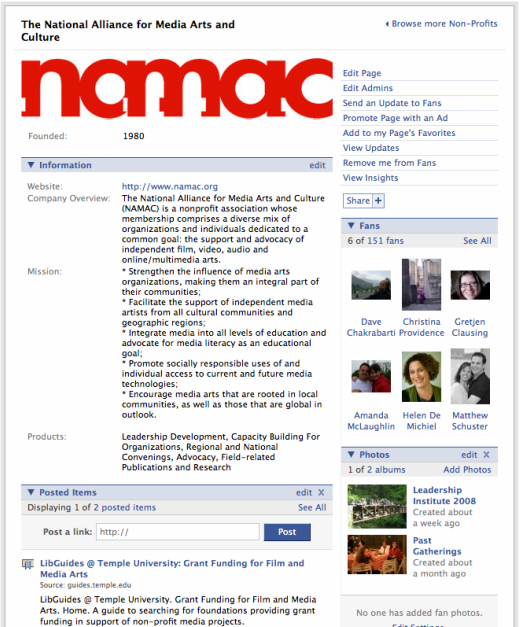 The National Alliance for Media Arts and
Culture
Browse more Non-Profits
namac
Founded: 1980
Information edit
Website: http://www.namac.org
Company Overview: The National Alliance for Media Arts and Culture
(NAMAC) is a nonprofit association whose
membership comprises a diverse mix of
organizations and individuals dedicated to a
common goal: the support and advocacy of
independent film, video, audio and
online/multimedia arts.
Mission: * Strengthen the influence of media arts
organizations, making them an integral part of
their communities;
* Facilitate the support of independent media
artists from all cultural communities and
geographic regions;
* Integrate media into all levels of education and
advocate for media literacy as an educational
goal;
* Promote socially responsible uses of and
individual access to current and future media
technologies;
* Encourage media arts that are rooted in local
communities, as well as those that are global in
outlook.
Products: Leadership Development, Capacity Building For
Organizations, Regional and National
Convenings, Advocacy, Field-related
Publications and Research
Posted Items edit X
Displaying 1 of 2 posted items See All
Post a link: http:// Post
LibGuides @ Temple University: Grant Funding for Film and
Media Arts
Source: guides.temple.edu
LibGuides @ Temple University. Grant Funding for Film and Media
Arts. Home. A guide to searching for foundations providing grant
funding in support of non-profit media projects.
Edit Page
Edit Admins
Send an Update to Fans
Promote Page with an Ad
Add to my Page's Favorites
View Updates
Remove me from Fans
View Insights
Share +
Fans
6 of 151 fans See All
Dave
Chakrabarti
Christina
Providence
Gretjen
Clausing
Amanda
McLaughlin
Helen De
Michiel
Matthew
Schuster
Photos edit X
1 of 2 albums Add Photos
Leadership
Institute 2008
Created about
a week ago
Past
Gatherings
Created about
a month ago
No one has added fan photos.
Edit Settings